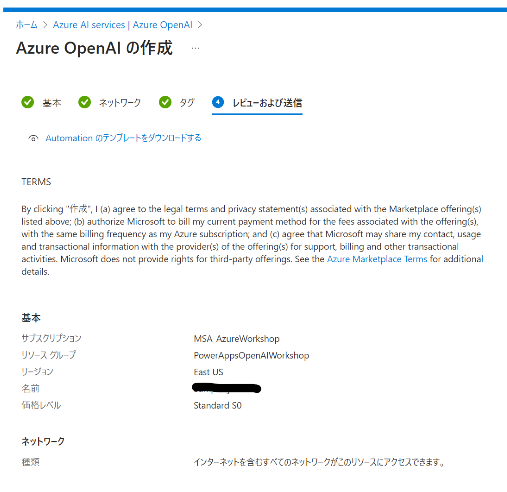 ホーム > Azure AI services | Azure OpenAI >
Azure OpenAI の作成 ...
基本 ネットワーク タグ 4 レビューおよび送信
Automation のテンプレートをダウンロードする
TERMS
By clicking "作成", I (a) agree to the legal terms and privacy statement(s) associated with the Marketplace offering(s)
listed above; (b) authorize Microsoft to bill my current payment method for the fees associated with the offering(s),
with the same billing frequency as my Azure subscription; and (c) agree that Microsoft may share my contact, usage
and transactional information with the provider(s) of the offering(s) for support, billing and other transactional
activities. Microsoft does not provide rights for third-party offerings. See the Azure Marketplace Terms for additional
details.
基本
サブスクリプション MSA_AzureWorkshop
リソース グループ PowerAppsOpenAIWorkshop
リージョン East US
名前
価格レベル Standard S0
ネットワーク
種類 インターネットを含むすべてのネットワークがこのリソースにアクセスできます。